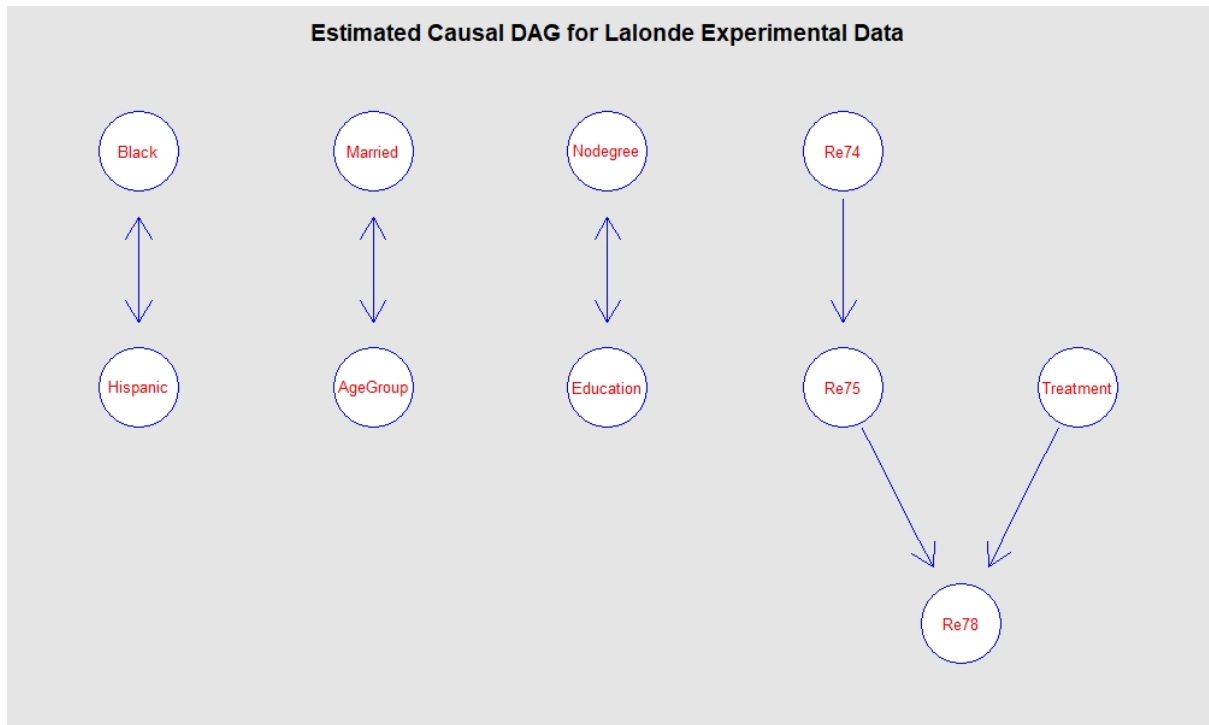 Estimated Causal DAG for Lalonde Experimental Data
Black
Married
Nodegree
Re74
Hispanic
AgeGroup
Education
Re75
Treatment
Re78